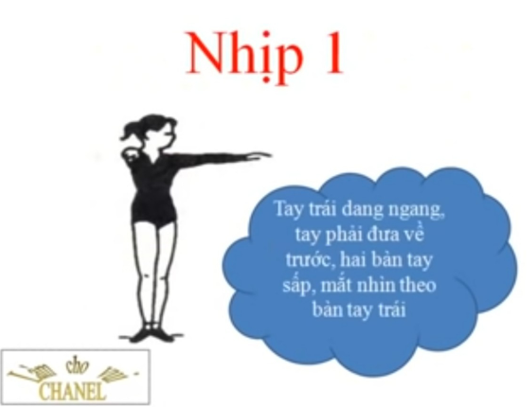 Nhịp 1
Tay trái dang ngang,
tay phải đưa về
trước, hai bàn tay
sấp, mắt nhìn theo
bàn tay trái
cho
CHANEL